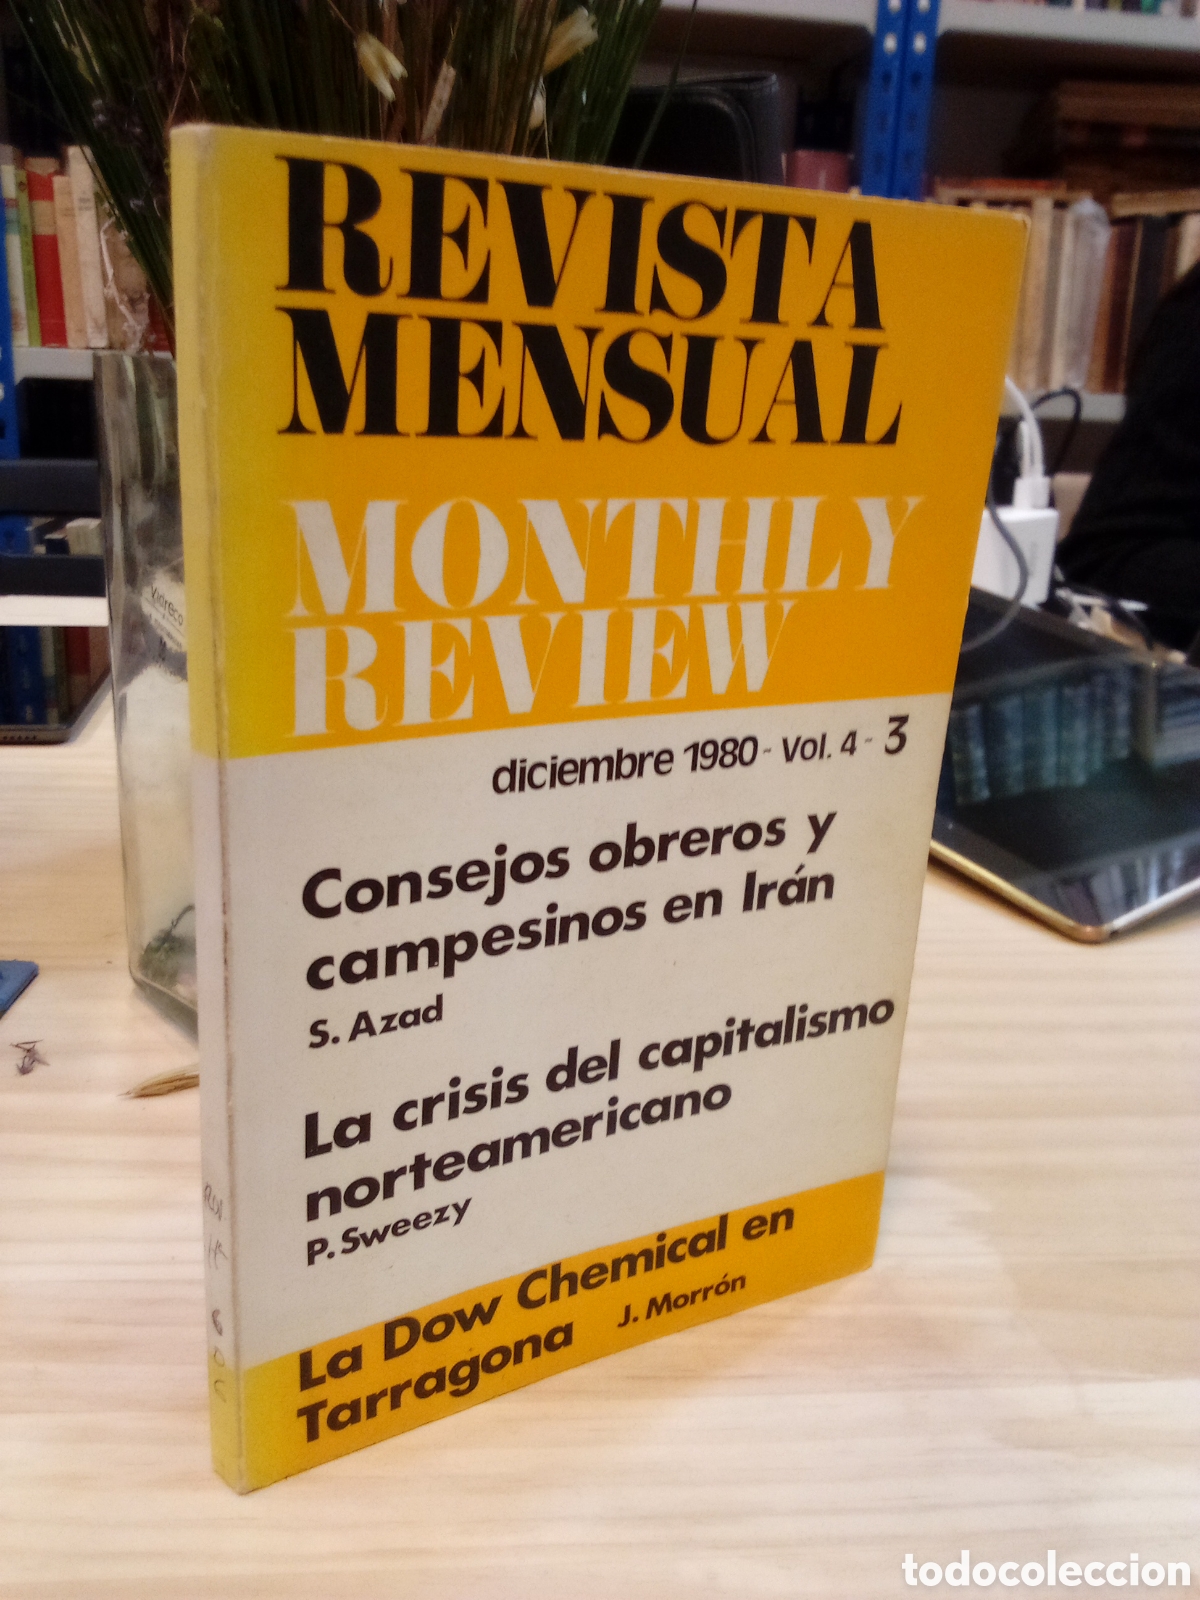 REVISTA
MENSUAL
MONTHLY
REVIEW
diciembre 1980 - Vol. 4 - 3
Consejos obreros y
campesinos en Irán
S. Azad
La crisis del capitalismo
norteamericano
P. Sweezy
La Dow Chemical en
Tarragona J. Morrón
Vidreco
todocoleccion